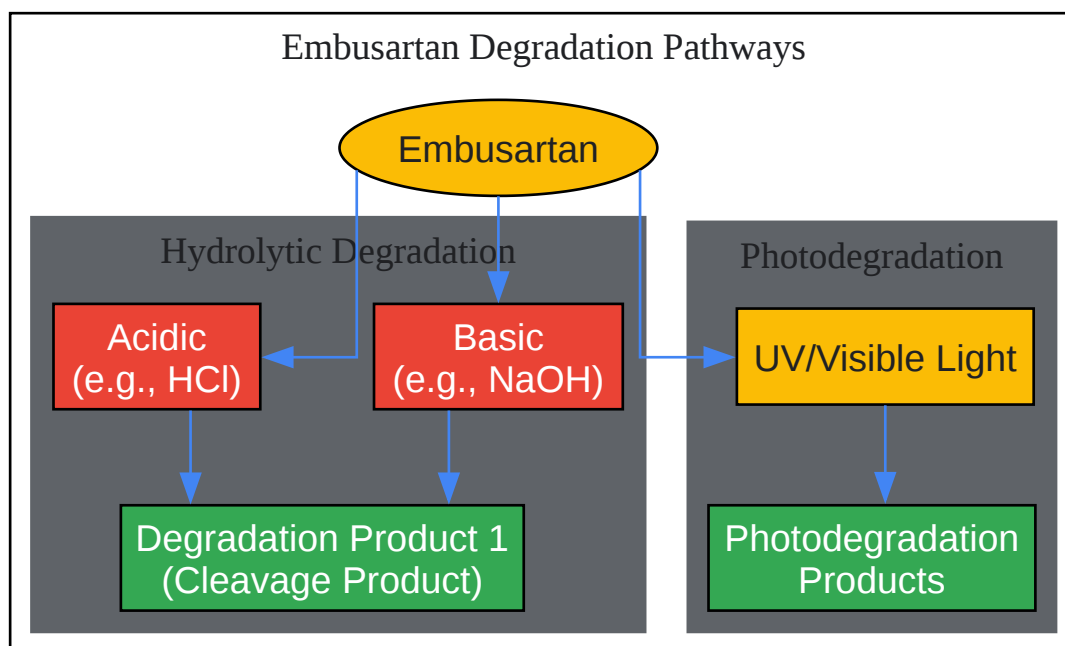 Embusartan Degradation Pathways
Embusartan
Hydrolytic Degradation
Photodegradation
Acidic
(e.g., HCl)
Basic
(e.g., NaOH)
UV/Visible Light
Degradation Product 1
(Cleavage Product)
Photodegradation
Products